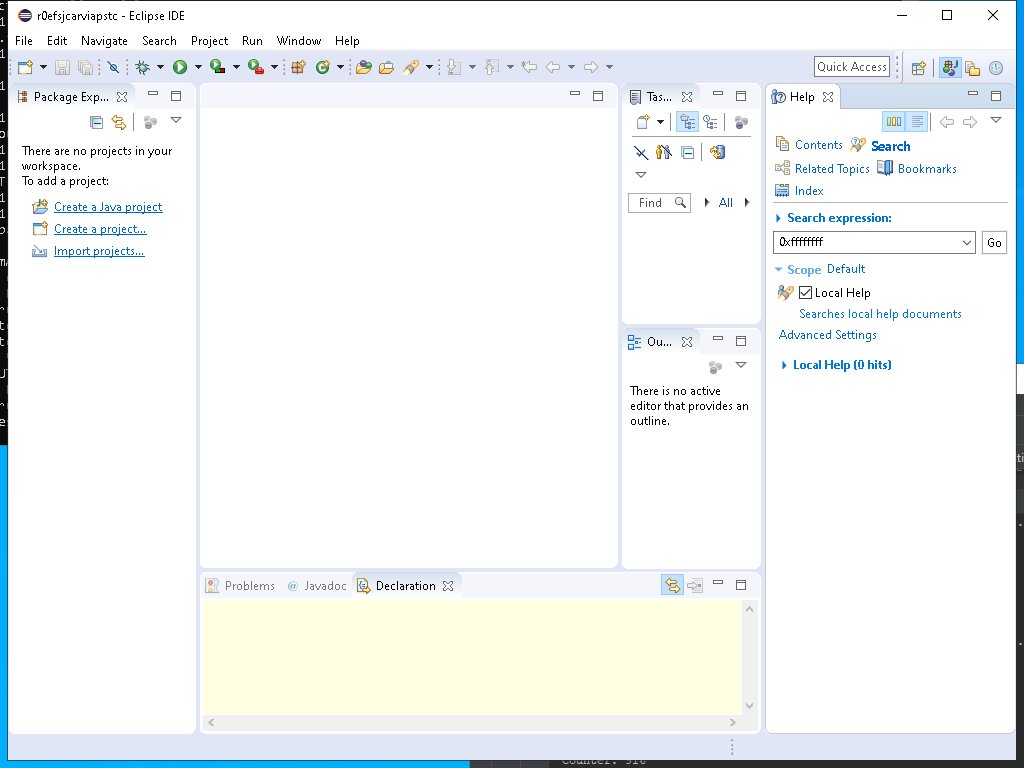 r0efsjcarviapstc - Eclipse IDE
File Edit Navigate Search Project Run Window Help
Quick Access
Package Exp...
There are no projects in your
workspace.
To add a project:
Create a Java project
Create a project...
Import projects...
Tas...
Find
All
Ou...
There is no active
editor that provides an
outline.
Help
Contents Search
Related Topics Bookmarks
Index
Search expression:
0xffffffff
Go
Scope Default
Local Help
Searches local help documents
Advanced Settings
Local Help (0 hits)
Problems @ Javadoc Declaration